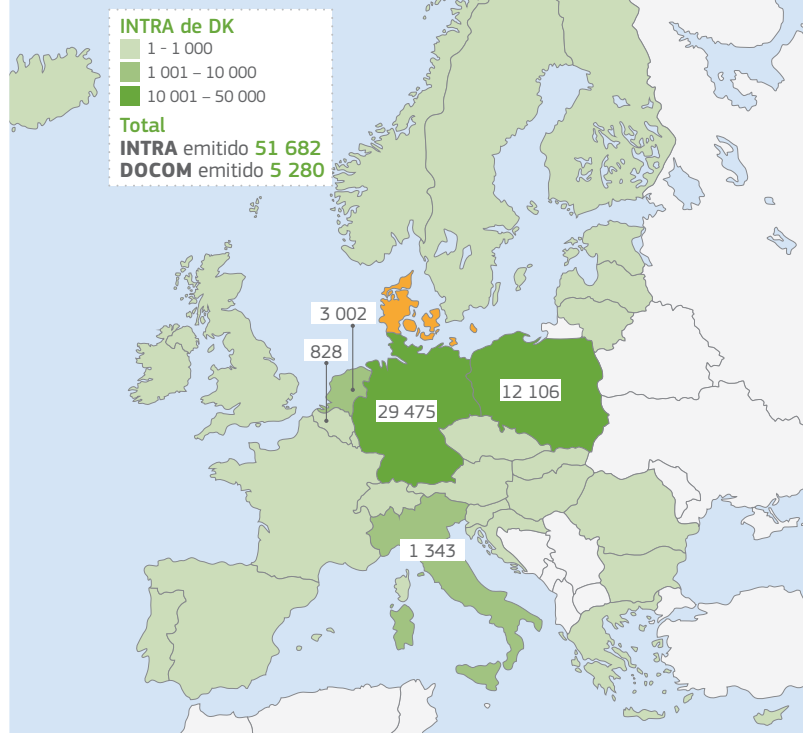 INTRA de DK
1 - 1 000
1 001 – 10 000
10 001 – 50 000
Total
INTRA emitido 51 682
DOCOM emitido 5 280
3 002
828
12 106
29 475
1 343